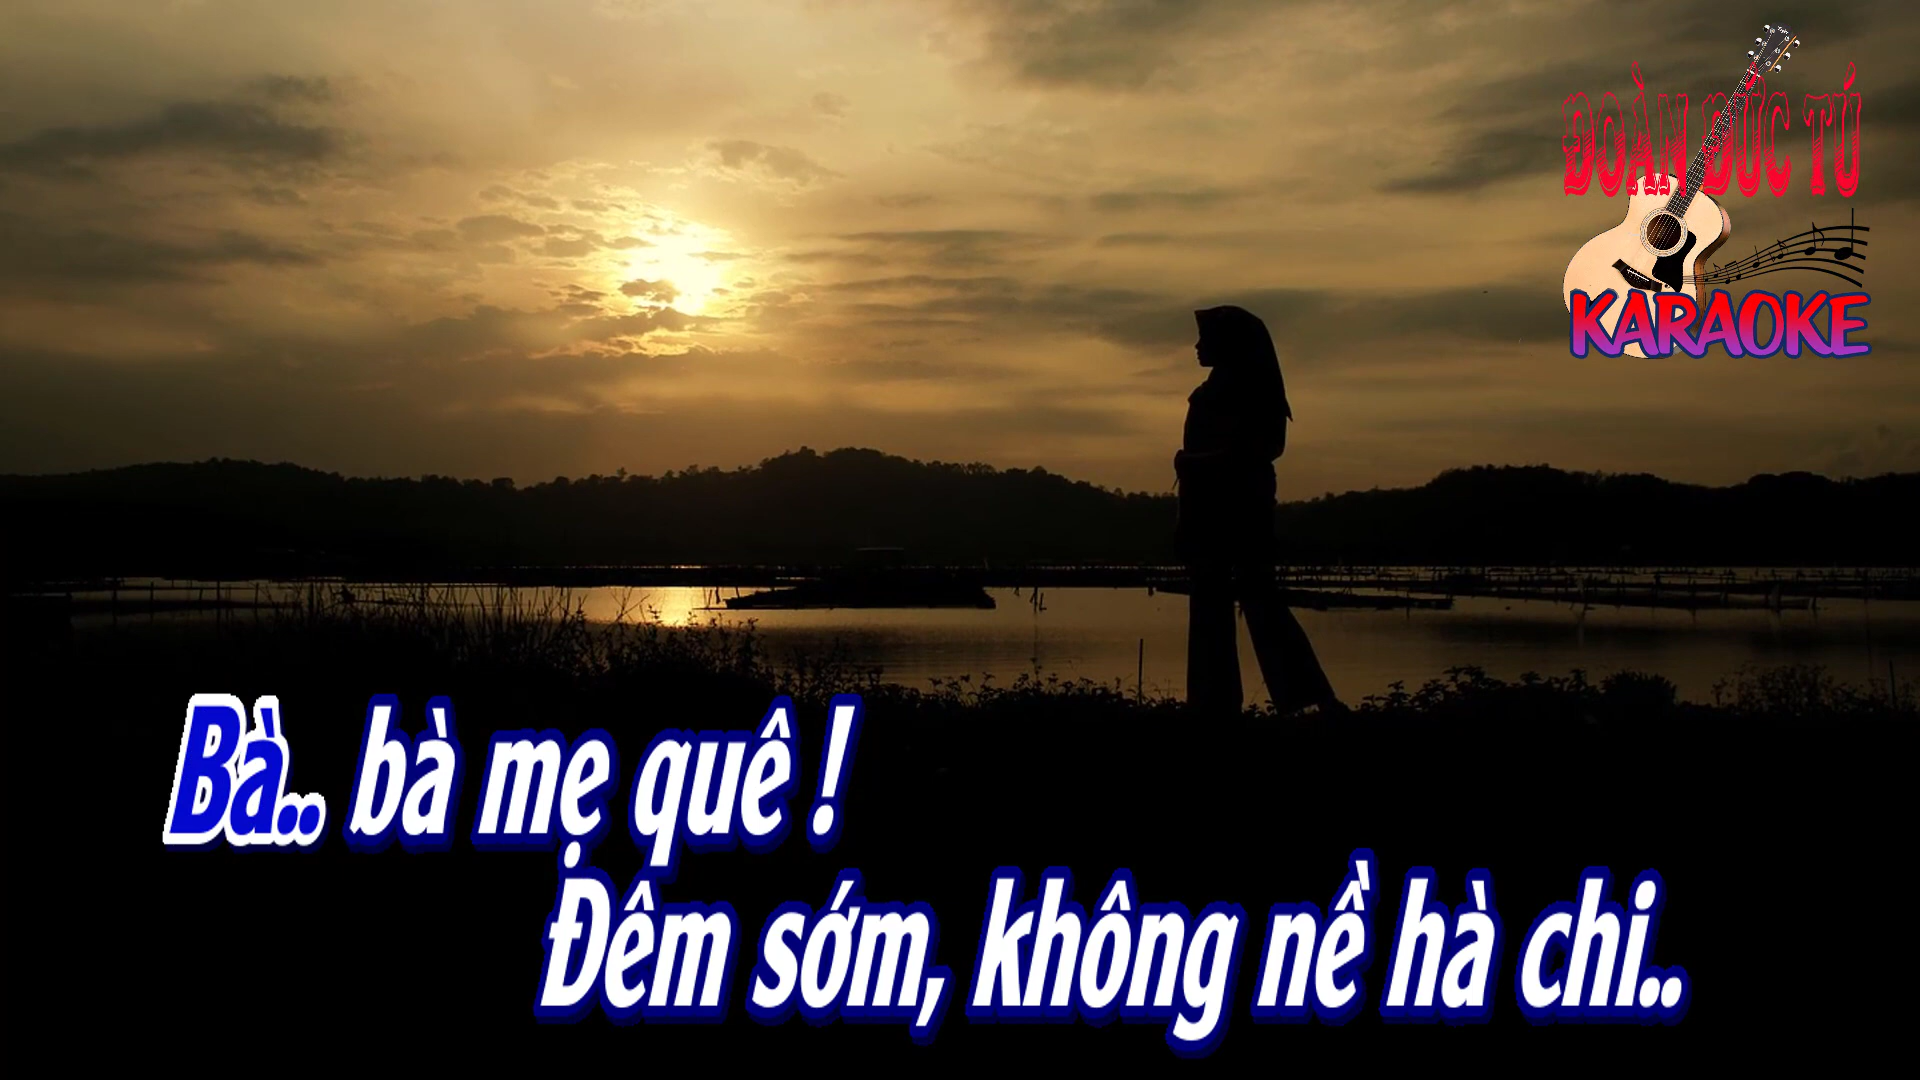 ĐOÀN ĐỨC TÚ
KARAOKE
Bà.. bà mẹ quê !
Đêm sớm, không nề hà chi..